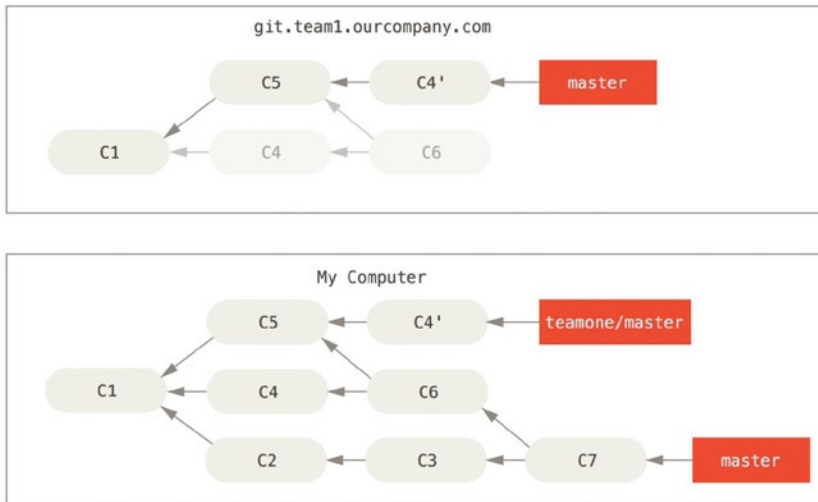 git.team1.ourcompany.com
C5 C4' master
C1 C4 C6
My Computer
C5 C4' teamone/master
C1 C4 C6
C2 C3 C7 master